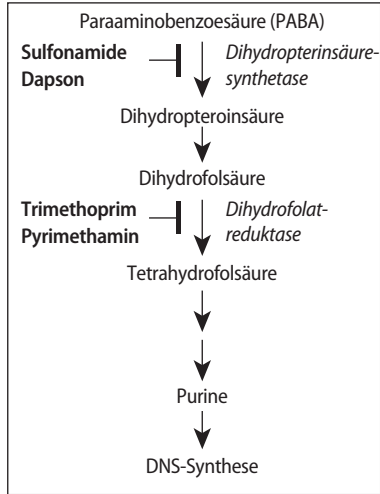 Paraaminobenzoesäure (PABA)
Sulfonamide
Dapson
Dihydropterinsäure-
synthetase
Dihydropteroinsäure
Dihydrofolsäure
Trimethoprim
Pyrimethamin
Dihydrofolat-
reduktase
Tetrahydrofolsäure
Purine
DNS-Synthese